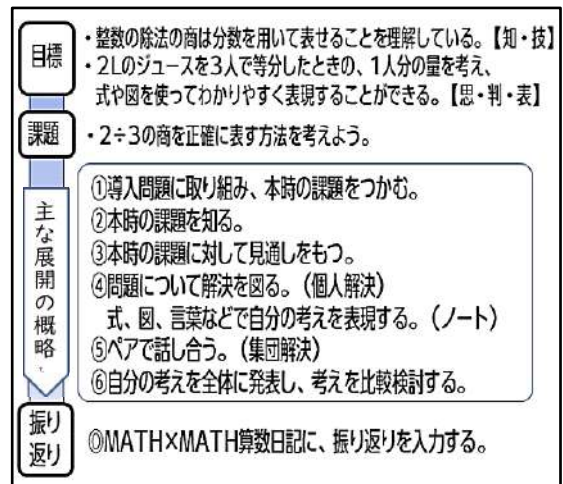 目標
・整数の除法の商は分数を用いて表せることを理解している。【知・技】
・2Lのジュースを3人で等分したときの、1人分の量を考え、
式や図を使ってわかりやすく表現することができる。【思・判・表】
課題
・2÷3の商を正確に表す方法を考えよう。
主な展開の概略
①導入問題に取り組み、本時の課題をつかむ。
②本時の課題を知る。
③本時の課題に対して見通しをもつ。
④問題について解決を図る。（個人解決）
式、図、言葉などで自分の考えを表現する。（ノート）
⑤ペアで話し合う。（集団解決）
⑥自分の考えを全体に発表し、考えを比較検討する。
振り
返り
◎MATH×MATH算数日記に、振り返りを入力する。